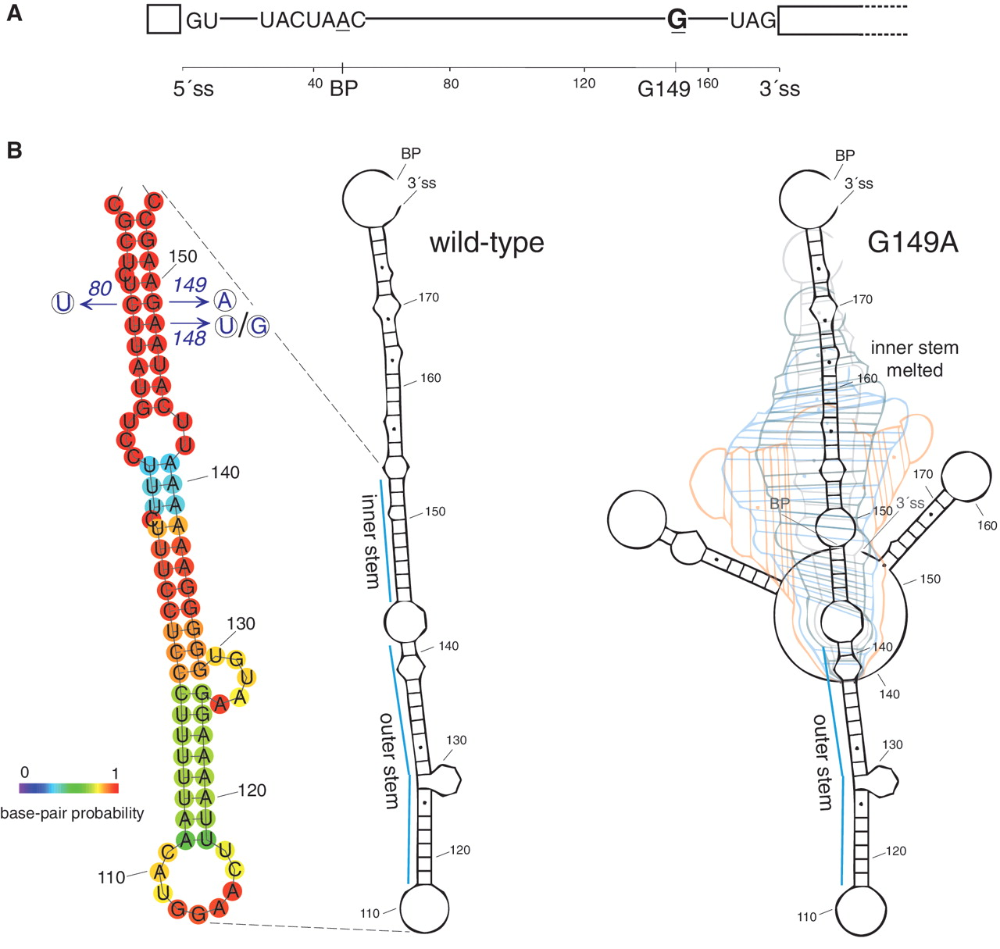 A
GU UACUAAC G UAG
5´ss 40 BP 80 120 G149 160 3´ss
B
C G C U C U C U U A U G U C C U U U C U U U C C U C C C U U U U U A A C A U G G A A C U U U A A A A G G A A U G U G G G G G A A A A A A U U C A U A A G A A G C C
150
80
U
149
A
148
U/G
140
130
120
110
0 1
base-pair probability
BP
3´ss
wild-type
170
160
150
inner stem
140
outer stem
130
120
110
BP
3´ss
G149A
170
inner stem
melted
160
BP
150
3´ss
170
160
150
140
140
outer stem
130
120
110